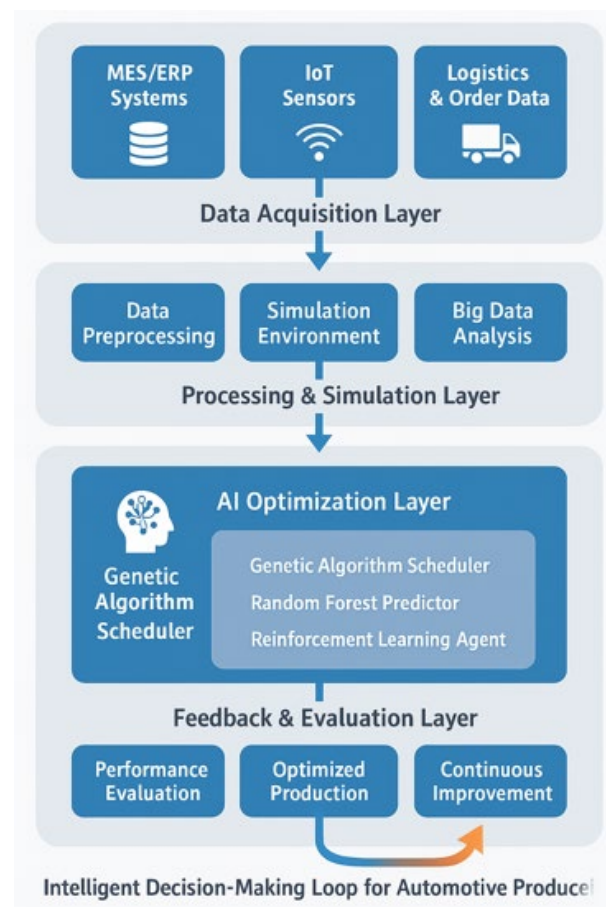 MES/ERP
Systems
IoT
Sensors
Logistics
& Order Data
Data Acquisition Layer
Data
Preprocessing
Simulation
Environment
Big Data
Analysis
Processing & Simulation Layer
AI Optimization Layer
Genetic
Algorithm
Scheduler
Genetic Algorithm Scheduler
Random Forest Predictor
Reinforcement Learning Agent
Feedback & Evaluation Layer
Performance
Evaluation
Optimized
Production
Continuous
Improvement
Intelligent Decision-Making Loop for Automotive